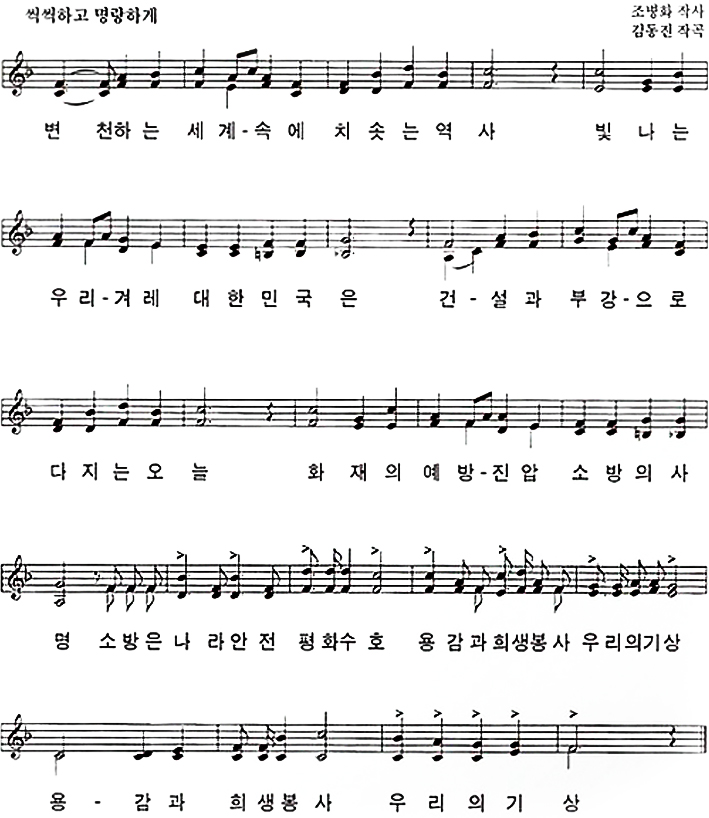 씩씩하고 명랑하게
조명화 작사
김동진 작곡
변 천하는 세계-속에 치솟는역사 빛나는
우리-겨레 대한민국은 건-설과부강-으로
다지는오늘 화재의예방-진압 소방의사
명 소방은나라안전 평화수호 용감과희생봉사우리의기상
용-감과 희생봉사 우리의기상